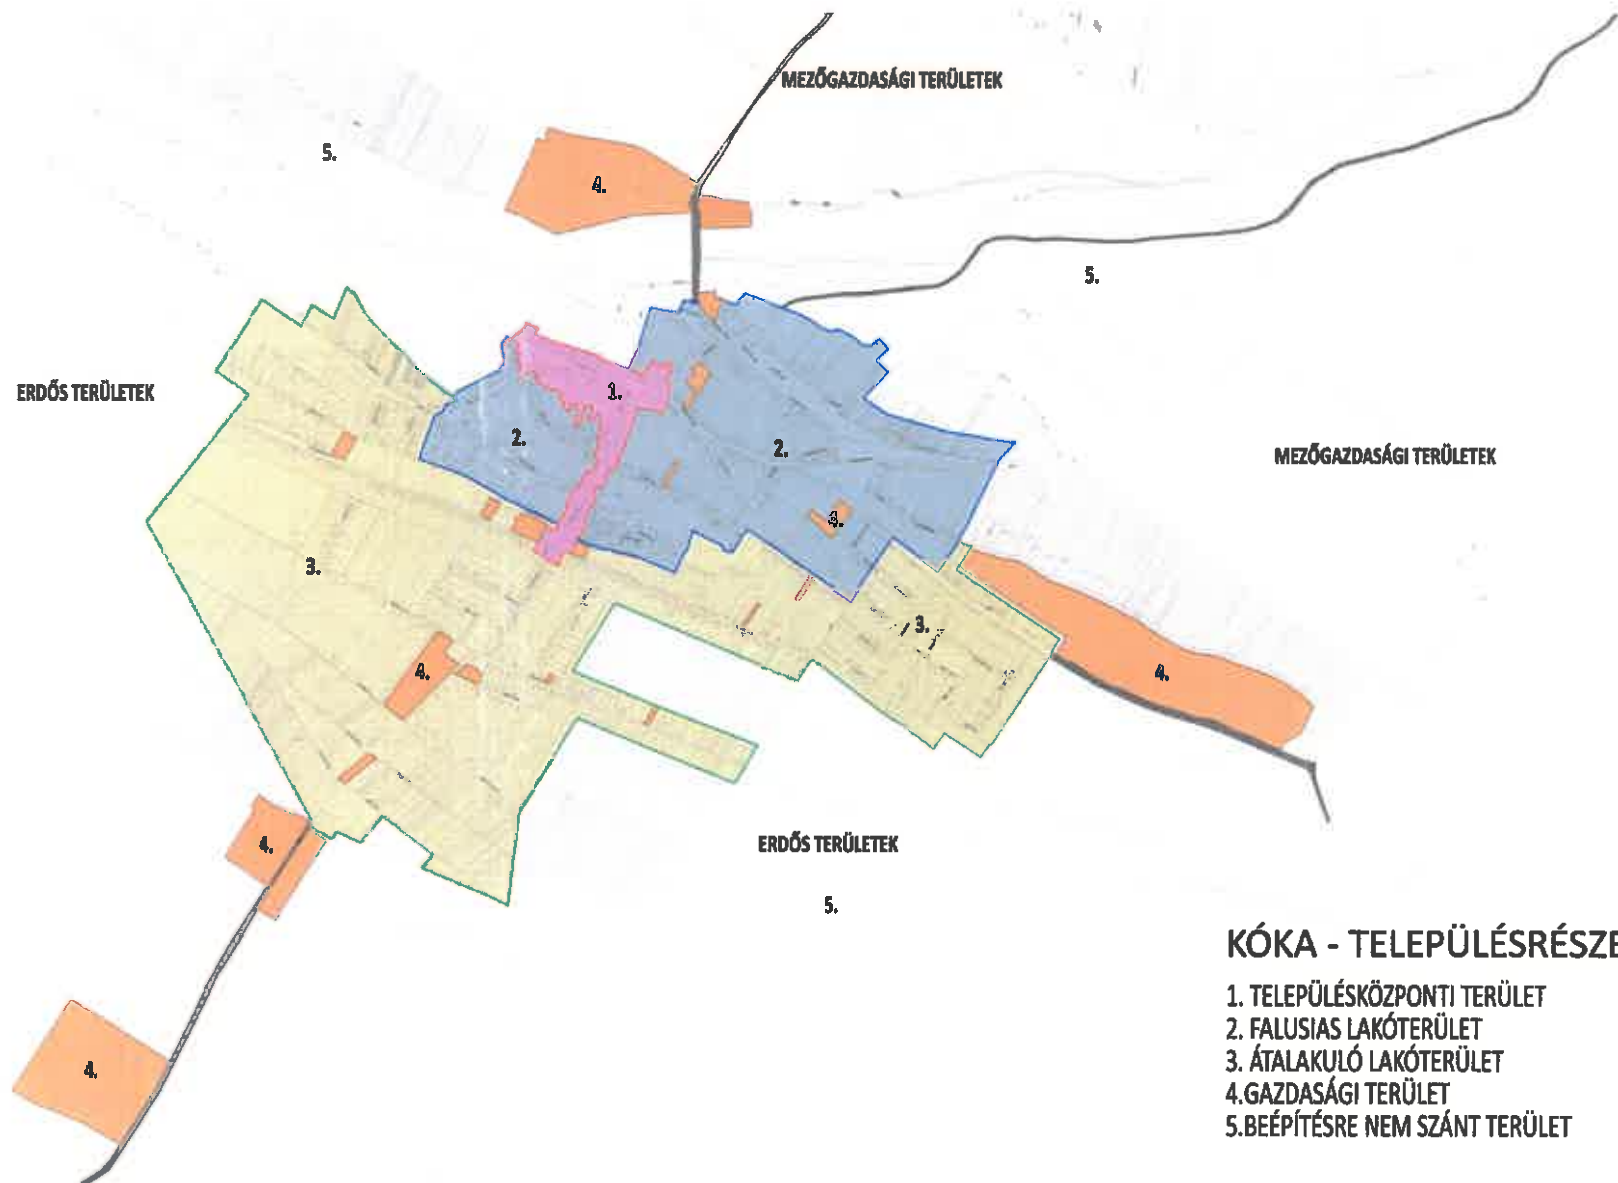 MEZŐGAZDASÁGI TERÜLETEK
5.
4.
5.
ERDŐS TERÜLETEK
1.
2.
2.
MEZŐGAZDASÁGI TERÜLETEK
3.
3.
4.
4.
4.
ERDŐS TERÜLETEK
5.
4.
KÓKA - TELEPÜLÉSRÉSZE
1. TELEPÜLÉSKÖZPONTI TERÜLET
2. FALUSIAS LAKÓTERÜLET
3. ÁTALAKULÓ LAKÓTERÜLET
4.GAZDASÁGI TERÜLET
5.BEÉPÍTÉSRE NEM SZÁNT TERÜLET